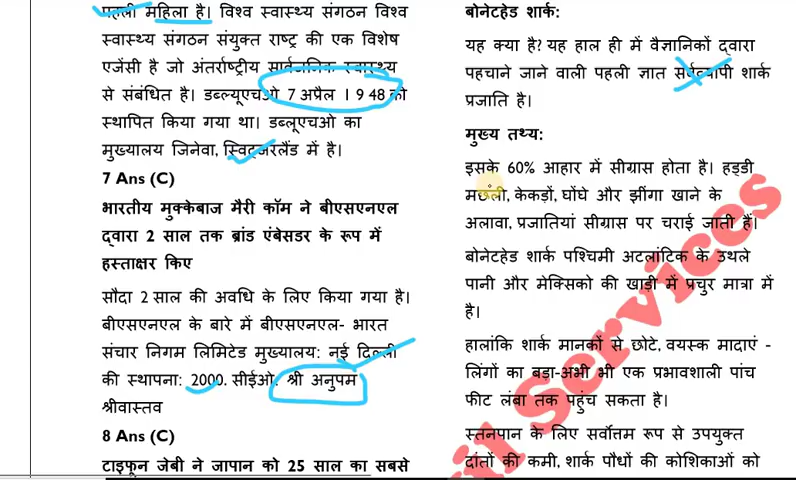 पहली महिला है। विश्व स्वास्थ्य संगठन विश्व
स्वास्थ्य संगठन संयुक्त राष्ट्र की एक विशेष
एजेंसी है जो अंतर्राष्ट्रीय सार्वजनिक स्वास्थ्य
से संबंधित है। डब्ल्यूएचओ 7 अप्रैल 1 9 48 को
स्थापित किया गया था। डब्लूएचओ का
मुख्यालय जिनेवा, स्विट्जरलैंड में है।
7 Ans (C)
भारतीय मुक्केबाज मैरी कॉम ने बीएसएनएल
द्वारा 2 साल तक ब्रांड एंबेसडर के रूप में
हस्ताक्षर किए
सौदा 2 साल की अवधि के लिए किया गया है।
बीएसएनएल के बारे में बीएसएनएल- भारत
संचार निगम लिमिटेड मुख्यालय: नई दिल्ली
की स्थापना: 2000. सीईओ: श्री अनुपम
श्रीवास्तव
8 Ans (C)
टाइफून जेबी ने जापान को 25 साल का सबसे
बोनेटहेड शार्क:
यह क्या है? यह हाल ही में वैज्ञानिकों द्वारा
पहचाने जाने वाली पहली ज्ञात सर्वव्यापी शार्क
प्रजाति है।
मुख्य तथ्य:
इसके 60% आहार में सीग्रास होता है। हड्डी
मछली, केकड़ों, घोंघे और झींगा खाने के
अलावा, प्रजातियां सीग्रास पर चराई जाती हैं।
बोनेटहेड शार्क पश्चिमी अटलांटिक के उथले
पानी और मेक्सिको की खाड़ी में प्रचुर मात्रा में
है।
हालांकि शार्क मानकों से छोटे, वयस्क मादाएं -
लिंगों का बड़ा-अभी भी एक प्रभावशाली पांच
फीट लंबा तक पहुंच सकता है।
स्तनपान के लिए सर्वोत्तम रूप से उपयुक्त
दांतों की कमी, शार्क पौधों की कोशिकाओं को
il Services